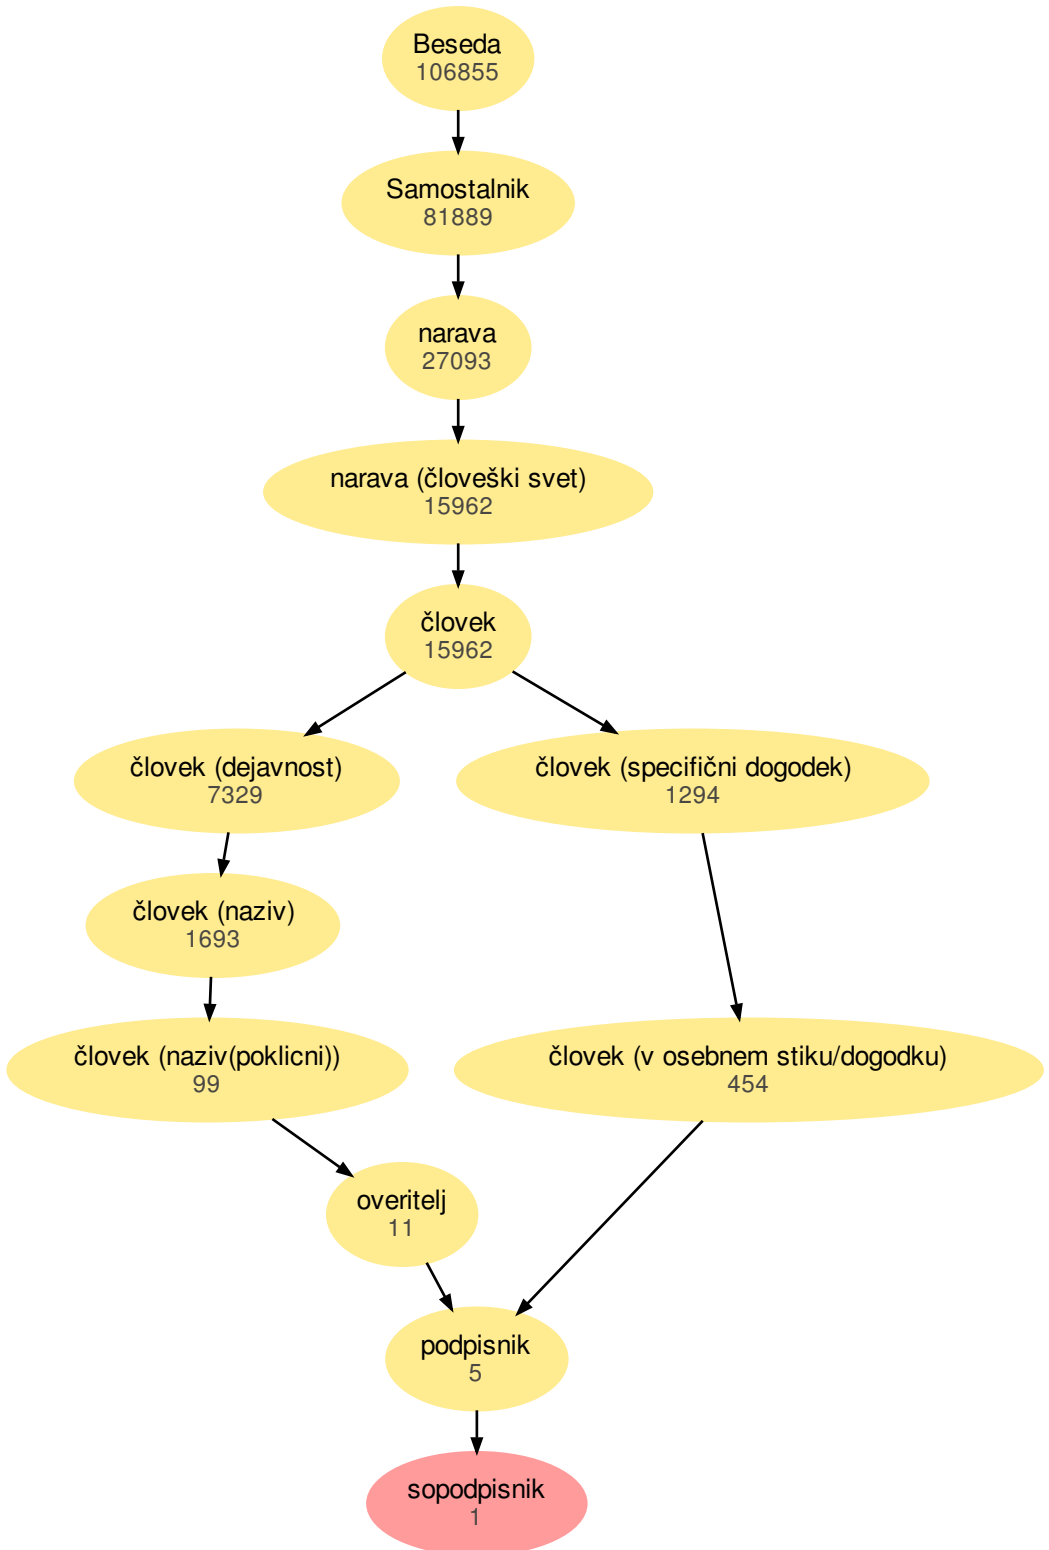 Beseda
106855
Samostalnik
81889
narava
27093
narava (človeški svet)
15962
človek
15962
človek (dejavnost)
7329
človek (specifični dogodek)
1294
človek (naziv)
1693
človek (naziv(poklicni))
99
človek (v osebnem stiku/dogodku)
454
overitelj
11
podpisnik
5
sopodpisnik
1